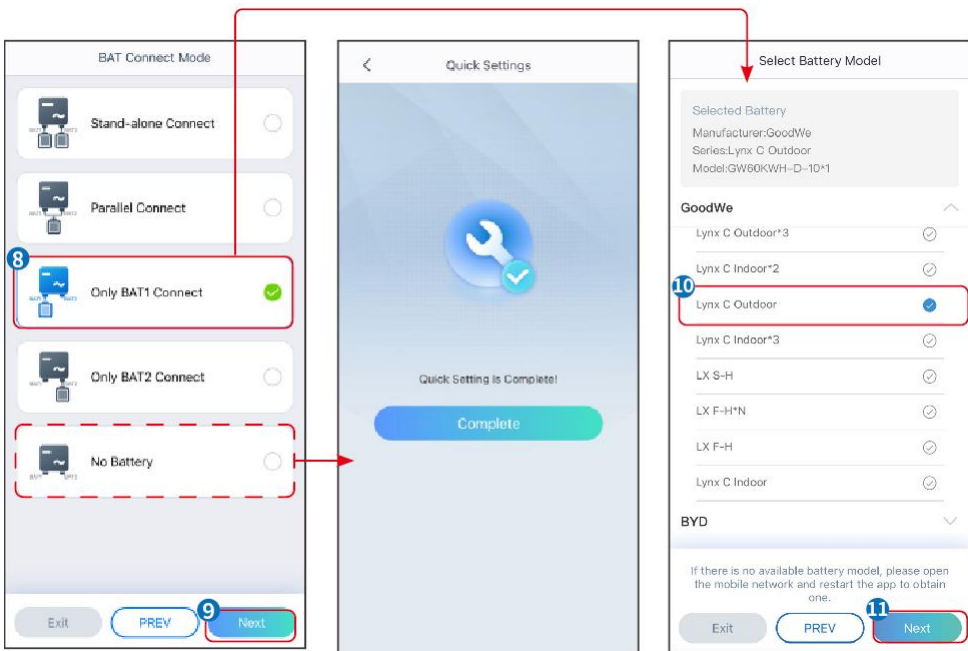 BAT Connect Mode
Stand-alone Connect
Parallel Connect
8
Only BAT1 Connect
Only BAT2 Connect
No Battery
Exit
PREV
9
Next
Quick Settings
Quick Setting Is Complete!
Complete
Select Battery Model
Selected Battery
Manufacturer:GoodWe
Series:Lynx C Outdoor
Model:GW60KWH-D-10*1
GoodWe
Lynx C Outdoor*3
Lynx C Indoor*2
10
Lynx C Outdoor
Lynx C Indoor*3
LX S-H
LX F-H*N
LX F-H
Lynx C Indoor
BYD
If there is no available battery model, please open
the mobile network and restart the app to obtain
one.
Exit
PREV
11
Next